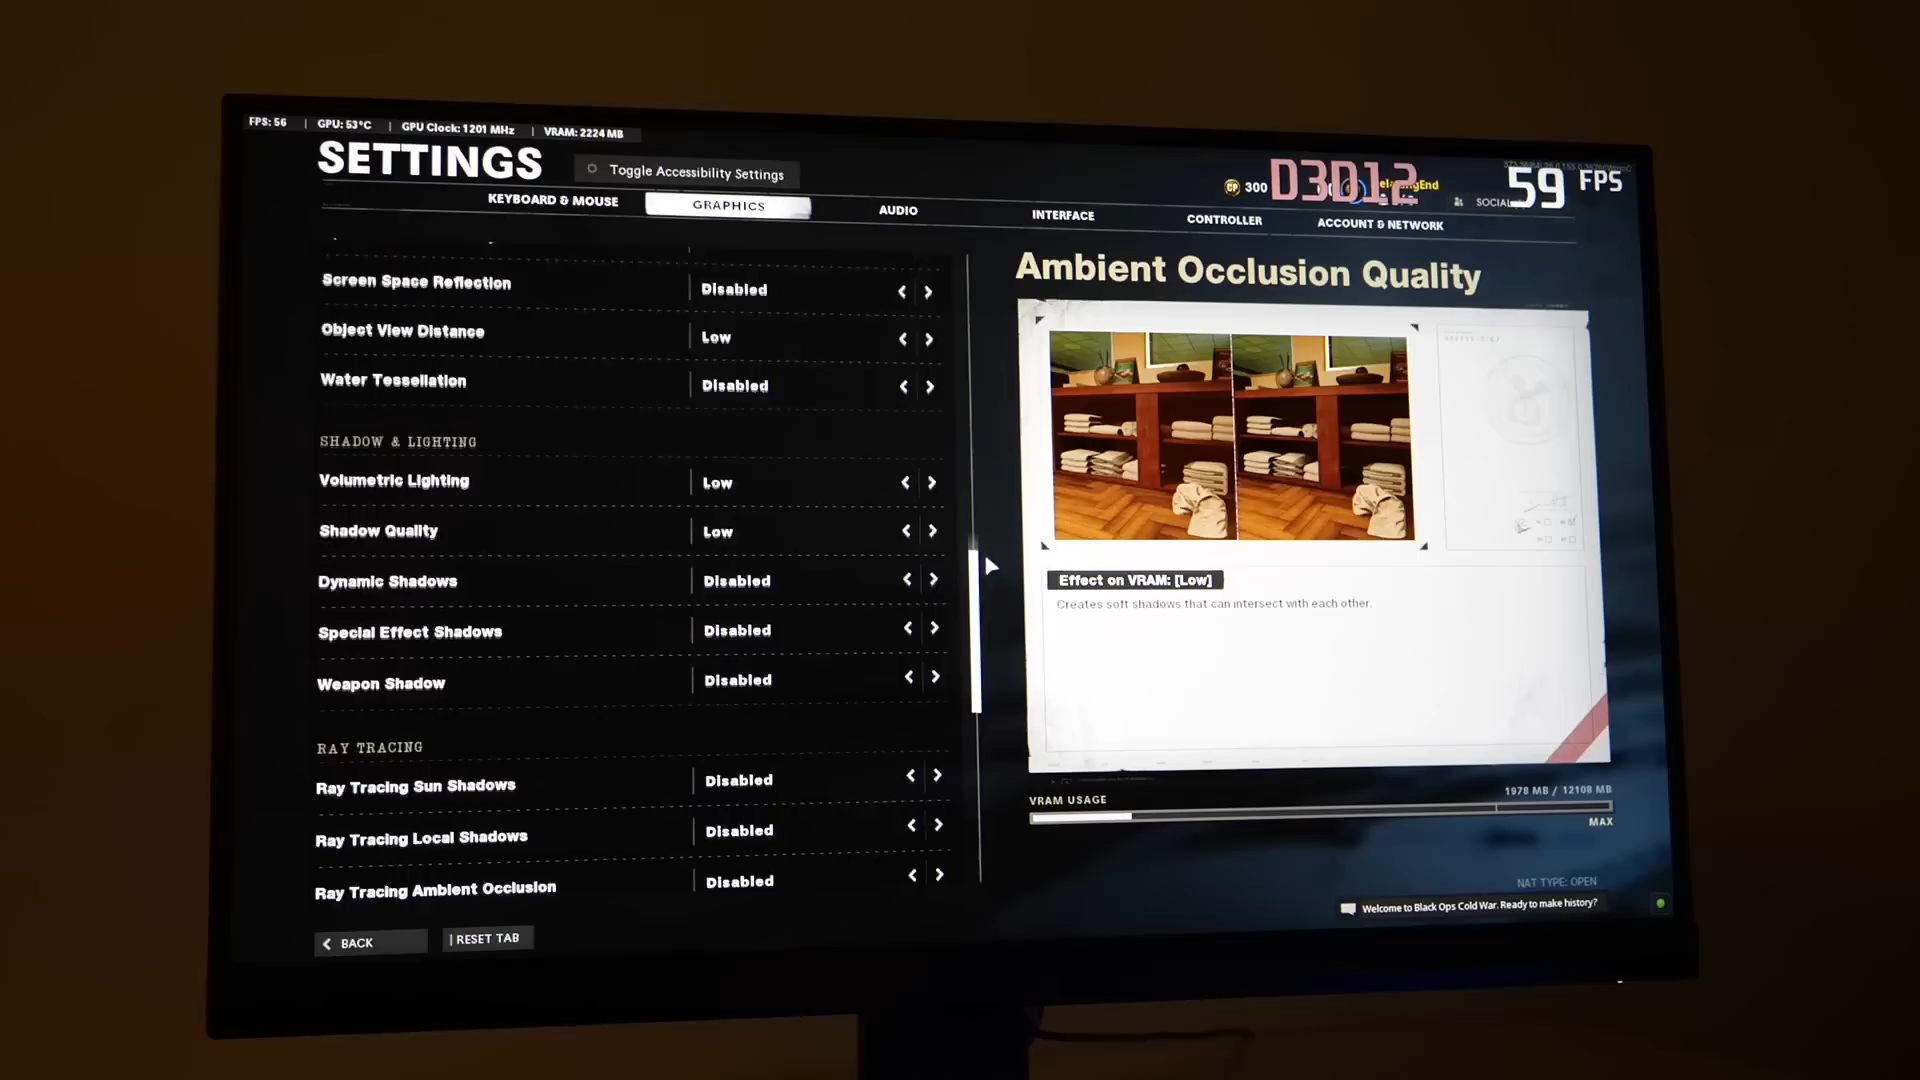 FPS: 56 | GPU: 53°C | GPU Clock: 1201 MHz | VRAM: 2224 MB
SETTINGS
Toggle Accessibility Settings
CP 300
D3D12
59 FPS
SOCIAL
KEYBOARD & MOUSE
GRAPHICS
AUDIO
INTERFACE
CONTROLLER
ACCOUNT & NETWORK
Screen Space Reflection Disabled
Object View Distance Low
Water Tessellation Disabled
SHADOW & LIGHTING
Volumetric Lighting Low
Shadow Quality Low
Dynamic Shadows Disabled
Special Effect Shadows Disabled
Weapon Shadow Disabled
RAY TRACING
Ray Tracing Sun Shadows Disabled
Ray Tracing Local Shadows Disabled
Ray Tracing Ambient Occlusion Disabled
BACK
RESET TAB
Ambient Occlusion Quality
Effect on VRAM: [Low]
Creates soft shadows that can intersect with each other.
1978 MB / 12108 MB
VRAM USAGE
MAX
NAT TYPE: OPEN
Welcome to Black Ops Cold War. Ready to make history?